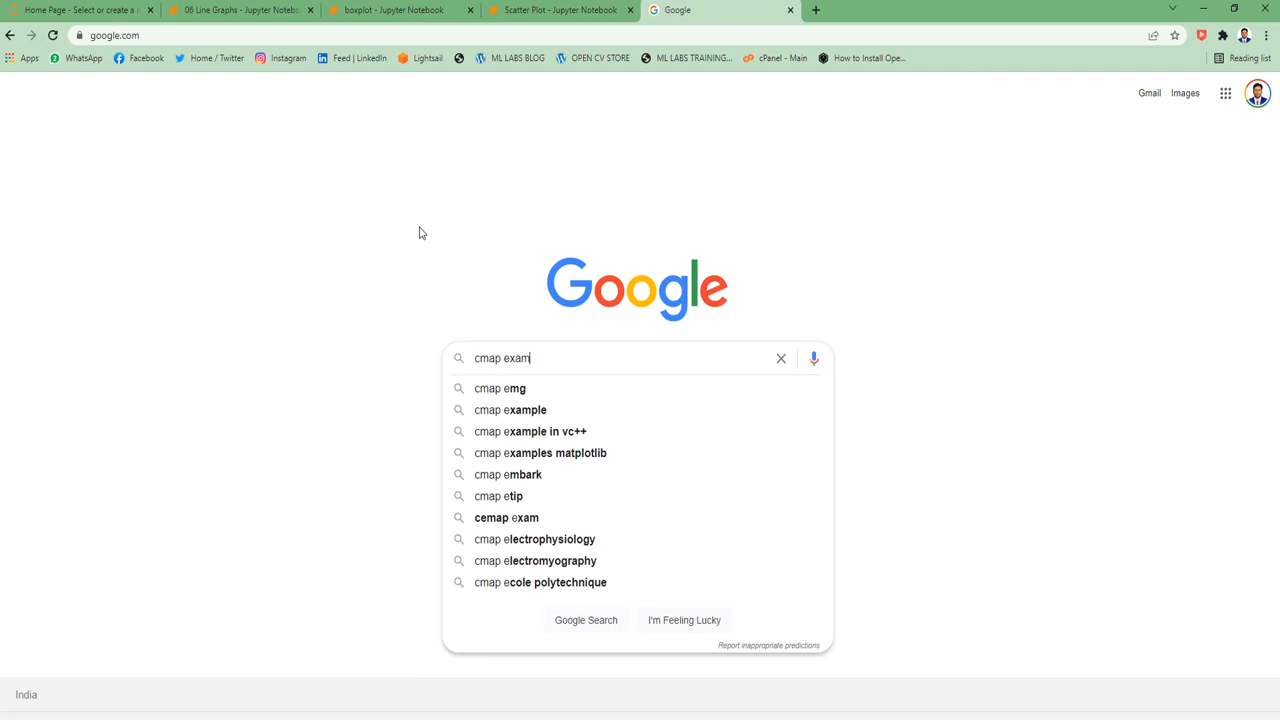 Home Page - Select or create a n
06 Line Graphs - Jupyter Noteboo
boxplot - Jupyter Notebook
Scatter Plot - Jupyter Notebook
Google
google.com
Apps
WhatsApp
Facebook
Home / Twitter
Instagram
Feed | LinkedIn
Lightsail
ML LABS BLOG
OPEN CV STORE
ML LABS TRAINING...
cPanel - Main
How to Install Ope...
Reading list
Gmail
Images
Google
cmap exam
cmap emg
cmap example
cmap example in vc++
cmap examples matplotlib
cmap embark
cmap etip
cemap exam
cmap electrophysiology
cmap electromyography
cmap ecole polytechnique
Google Search
I'm Feeling Lucky
Report inappropriate predictions
India